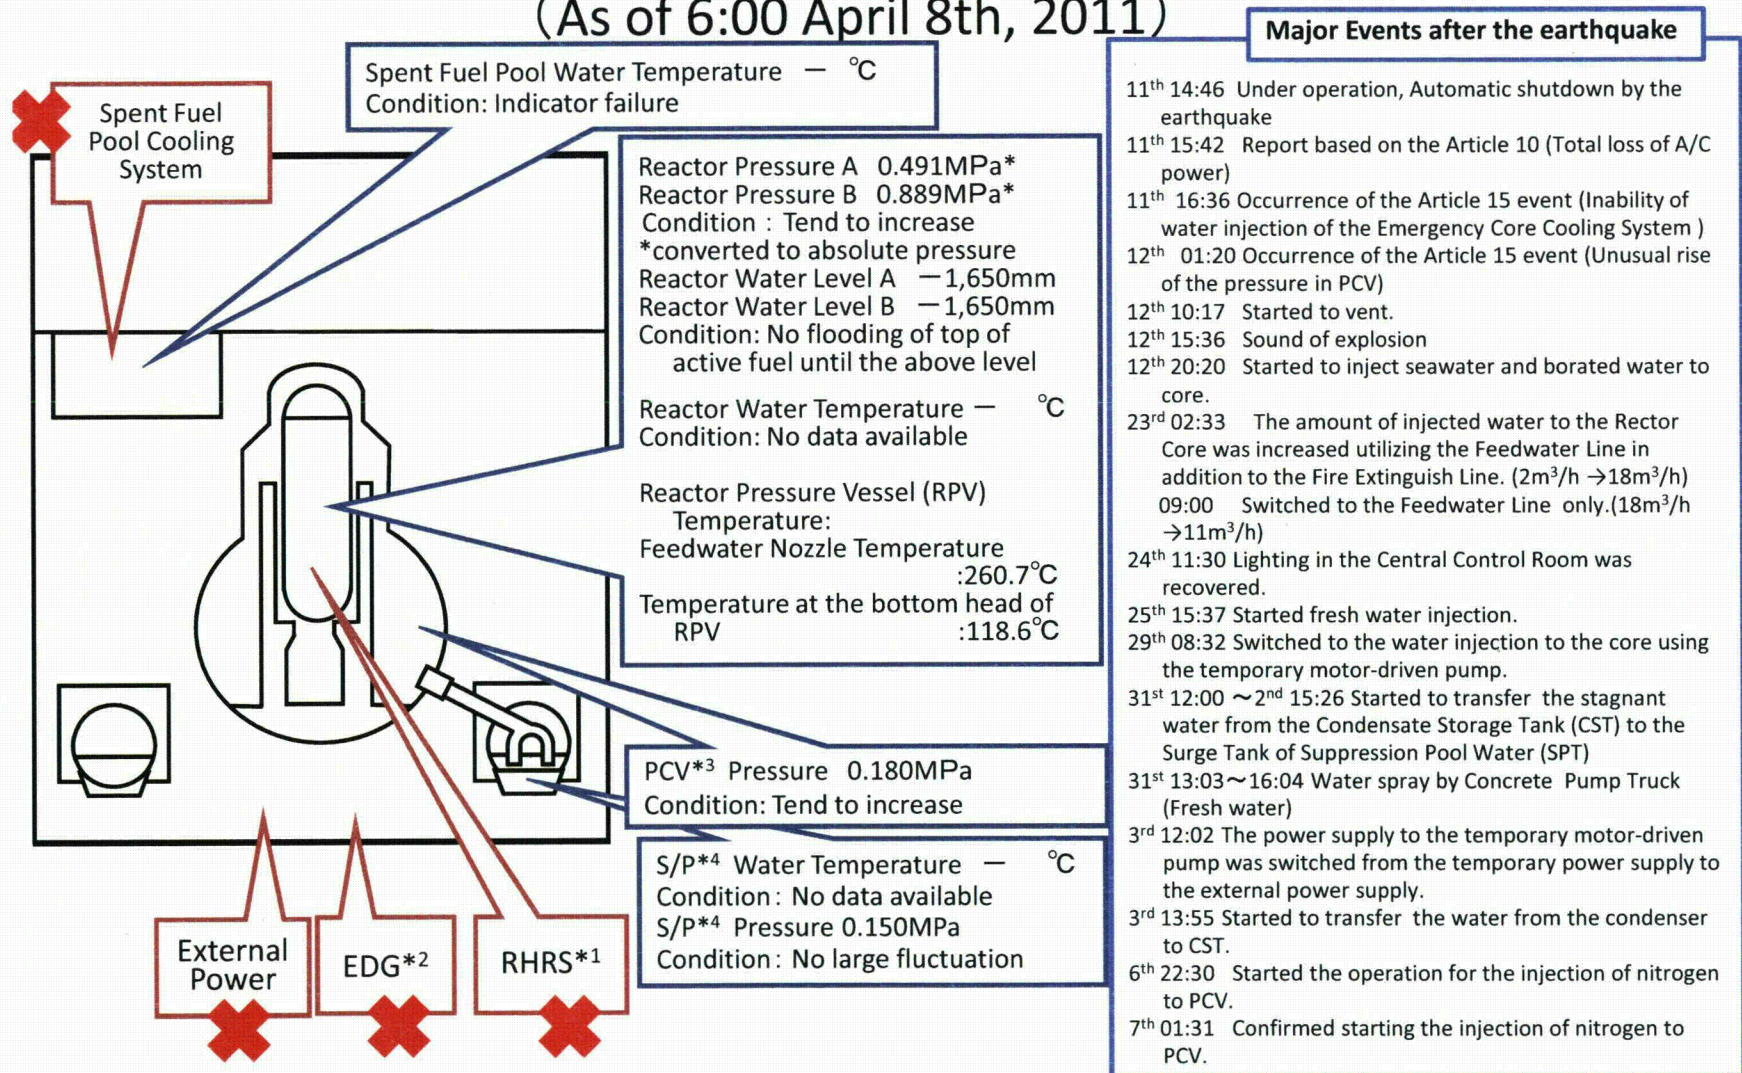 (As of 6:00 April 8th, 2011)
Spent Fuel
Pool Cooling
System
Spent Fuel Pool Water Temperature — ℃
Condition: Indicator failure
Reactor Pressure A 0.491MPa*
Reactor Pressure B 0.889MPa*
Condition : Tend to increase
*converted to absolute pressure
Reactor Water Level A －1,650mm
Reactor Water Level B －1,650mm
Condition: No flooding of top of
active fuel until the above level
Reactor Water Temperature — ℃
Condition: No data available
Reactor Pressure Vessel (RPV)
Temperature:
Feedwater Nozzle Temperature
:260.7℃
Temperature at the bottom head of
RPV :118.6℃
PCV*3 Pressure 0.180MPa
Condition: Tend to increase
S/P*4 Water Temperature — ℃
Condition : No data available
S/P*4 Pressure 0.150MPa
Condition : No large fluctuation
External
Power
EDG*2
RHRS*1
Major Events after the earthquake
11th 14:46 Under operation, Automatic shutdown by the
earthquake
11th 15:42 Report based on the Article 10 (Total loss of A/C
power)
11th 16:36 Occurrence of the Article 15 event (Inability of
water injection of the Emergency Core Cooling System )
12th 01:20 Occurrence of the Article 15 event (Unusual rise
of the pressure in PCV)
12th 10:17 Started to vent.
12th 15:36 Sound of explosion
12th 20:20 Started to inject seawater and borated water to
core.
23rd 02:33 The amount of injected water to the Rector
Core was increased utilizing the Feedwater Line in
addition to the Fire Extinguish Line. (2m³/h →18m³/h)
09:00 Switched to the Feedwater Line only.(18m³/h
→11m³/h)
24th 11:30 Lighting in the Central Control Room was
recovered.
25th 15:37 Started fresh water injection.
29th 08:32 Switched to the water injection to the core using
the temporary motor-driven pump.
31st 12:00 ～2nd 15:26 Started to transfer the stagnant
water from the Condensate Storage Tank (CST) to the
Surge Tank of Suppression Pool Water (SPT)
31st 13:03～16:04 Water spray by Concrete Pump Truck
(Fresh water)
3rd 12:02 The power supply to the temporary motor-driven
pump was switched from the temporary power supply to
the external power supply.
3rd 13:55 Started to transfer the water from the condenser
to CST.
6th 22:30 Started the operation for the injection of nitrogen
to PCV.
7th 01:31 Confirmed starting the injection of nitrogen to
PCV.